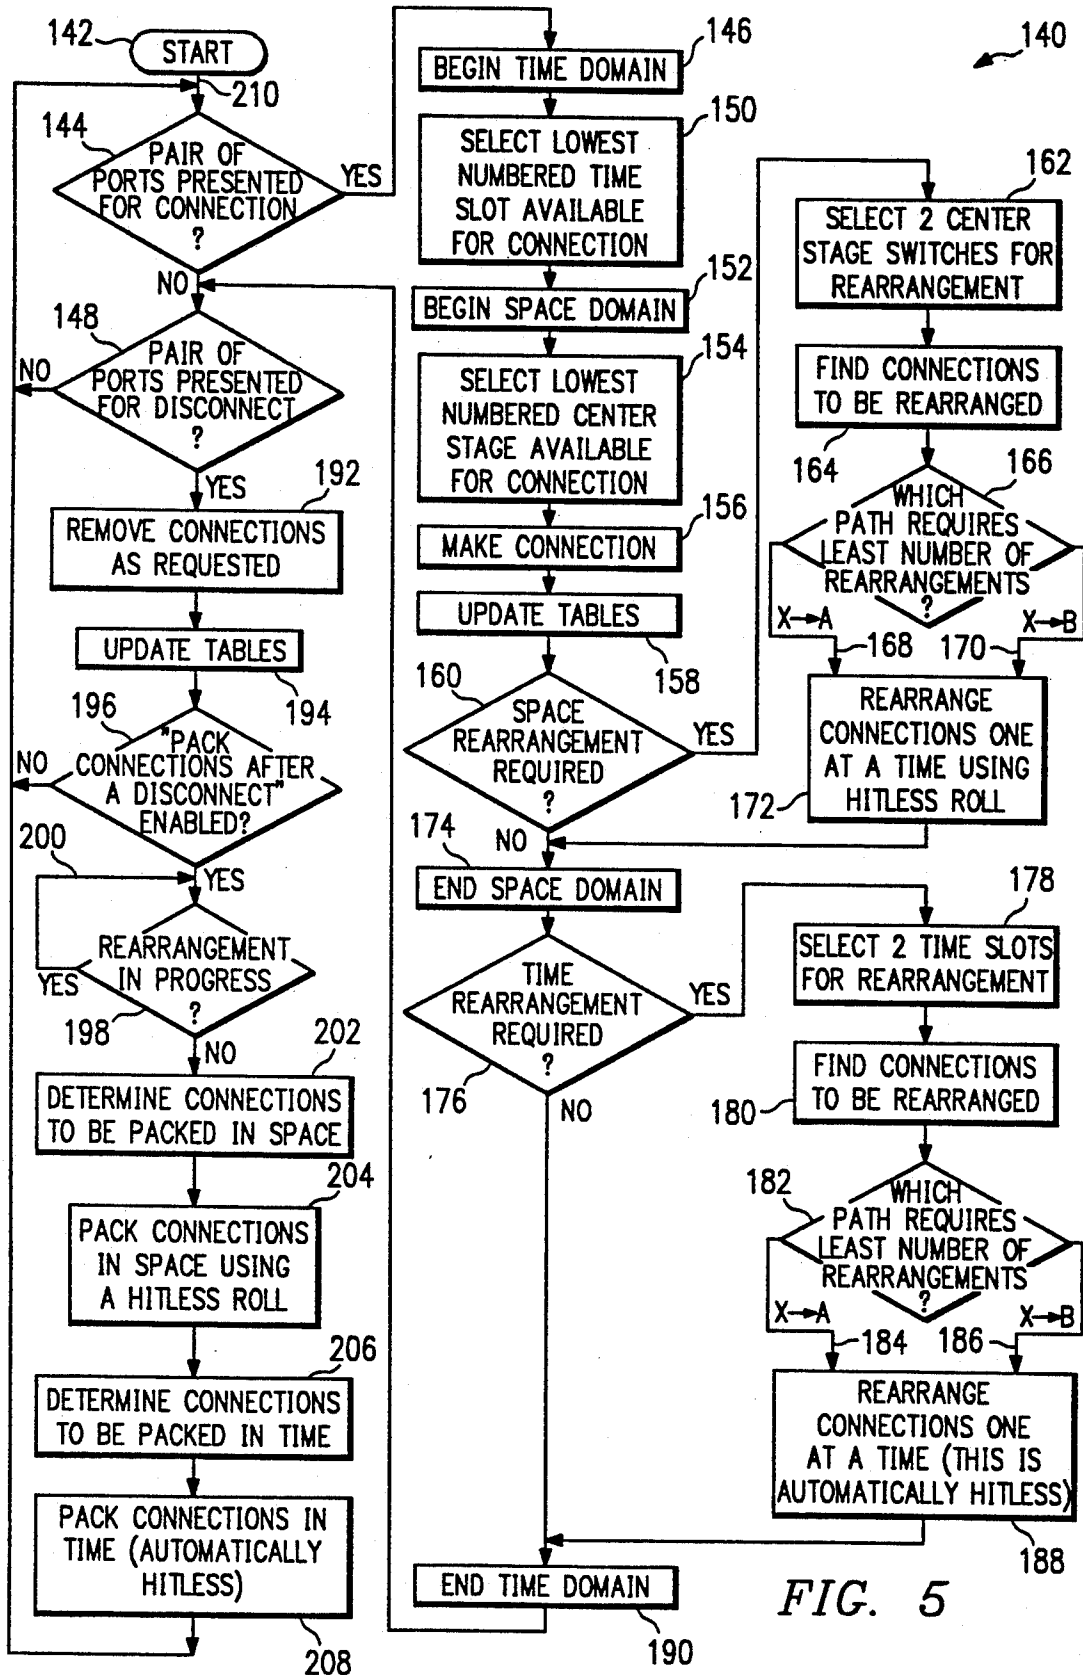 142
START
210
144
PAIR OF
PORTS PRESENTED
FOR CONNECTION
?
YES
NO
148
PAIR OF
PORTS PRESENTED
FOR DISCONNECT
?
NO
YES
192
REMOVE CONNECTIONS
AS REQUESTED
UPDATE TABLES
194
196
"PACK
CONNECTIONS AFTER
A DISCONNECT"
ENABLED?
NO
YES
200
REARRANGEMENT
IN PROGRESS
?
YES
198
NO
202
DETERMINE CONNECTIONS
TO BE PACKED IN SPACE
204
PACK CONNECTIONS
IN SPACE USING
A HITLESS ROLL
206
DETERMINE CONNECTIONS
TO BE PACKED IN TIME
PACK CONNECTIONS IN
TIME (AUTOMATICALLY
HITLESS)
208
146
BEGIN TIME DOMAIN
150
SELECT LOWEST
NUMBERED TIME
SLOT AVAILABLE
FOR CONNECTION
152
BEGIN SPACE DOMAIN
154
SELECT LOWEST
NUMBERED CENTER
STAGE AVAILABLE
FOR CONNECTION
156
MAKE CONNECTION
UPDATE TABLES
158
160
SPACE
REARRANGEMENT
REQUIRED
?
YES
NO
174
END SPACE DOMAIN
TIME
REARRANGEMENT
REQUIRED
?
YES
176
NO
END TIME DOMAIN
190
140
162
SELECT 2 CENTER
STAGE SWITCHES FOR
REARRANGEMENT
FIND CONNECTIONS
TO BE REARRANGED
164
166
WHICH
PATH REQUIRES
LEAST NUMBER OF
REARRANGEMENTS
?
X→A
X→B
168
170
REARRANGE
CONNECTIONS ONE
AT A TIME USING
HITLESS ROLL
172
178
SELECT 2 TIME SLOTS
FOR REARRANGEMENT
FIND CONNECTIONS
TO BE REARRANGED
180
182
WHICH
PATH REQUIRES
LEAST NUMBER OF
REARRANGEMENTS
?
X→A
X→B
184
186
REARRANGE
CONNECTIONS ONE
AT A TIME (THIS IS
AUTOMATICALLY HITLESS)
188
FIG. 5